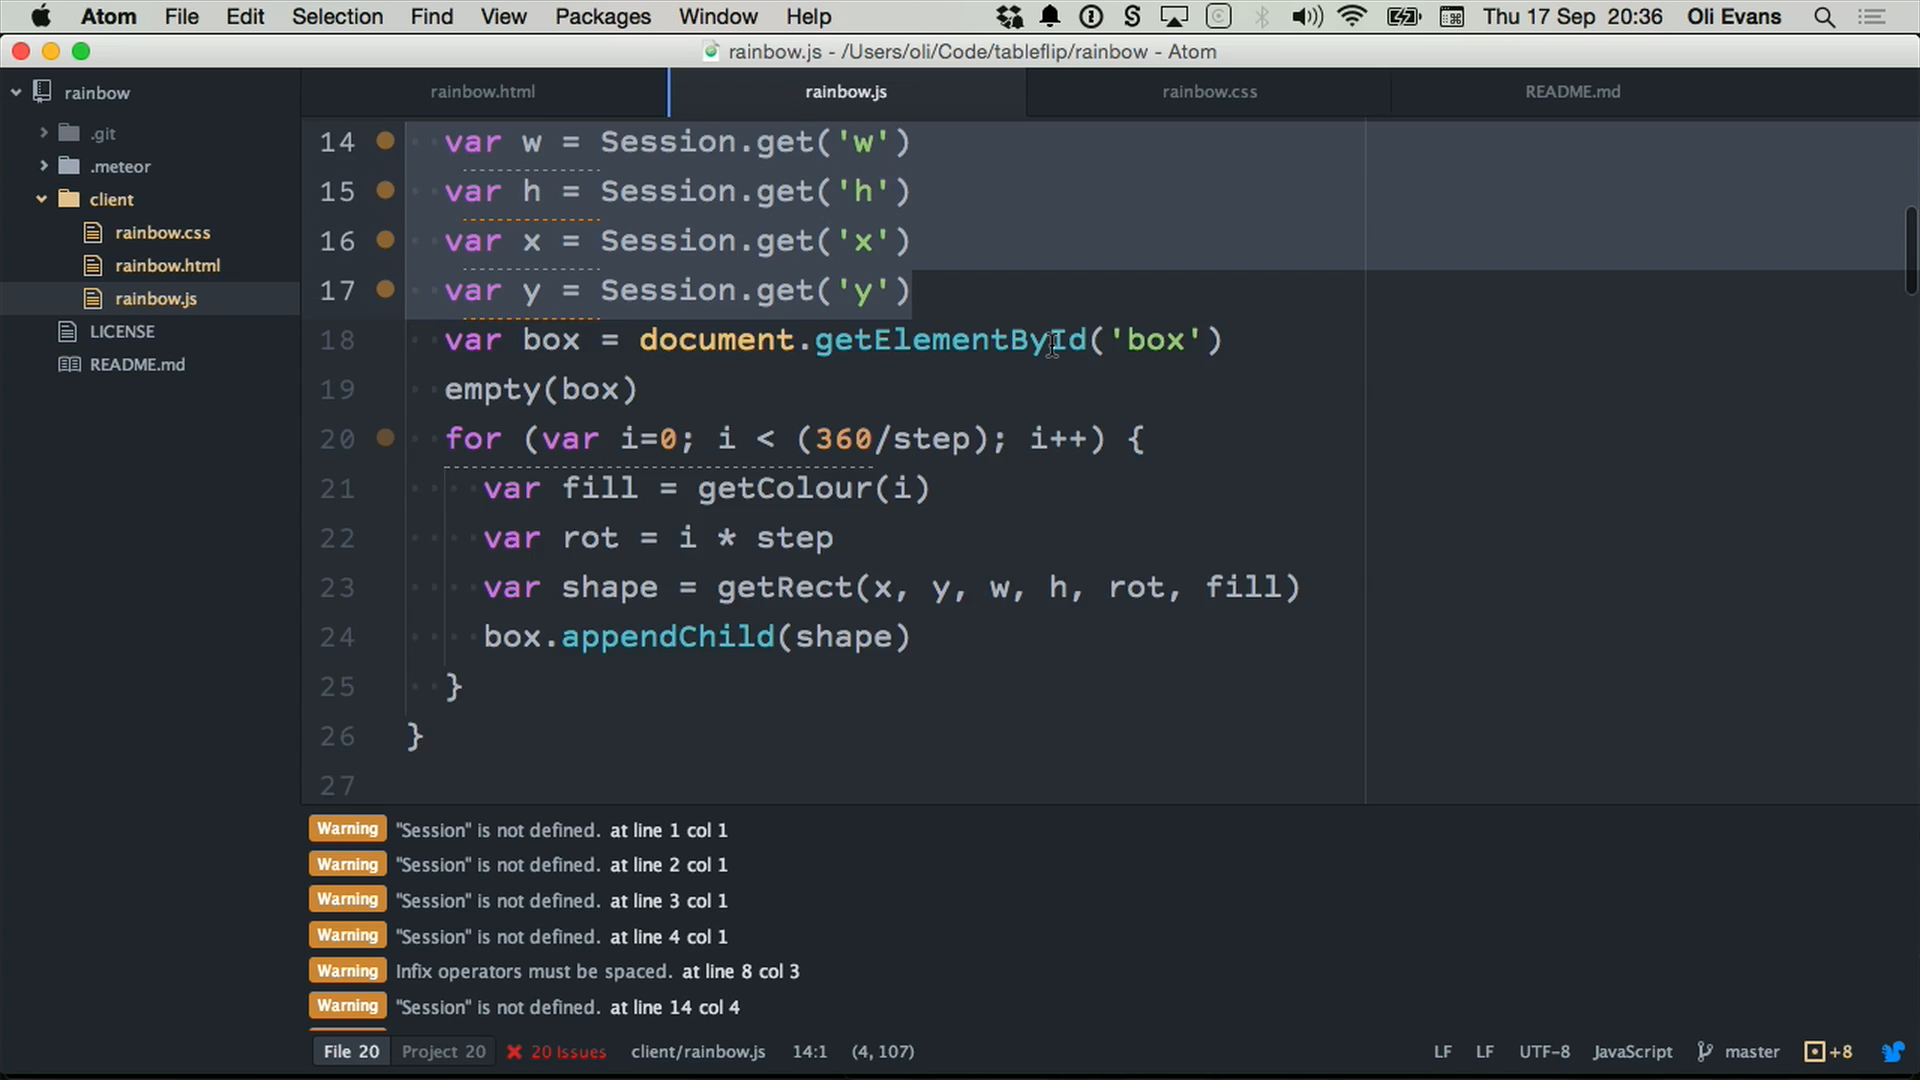 Atom File Edit Selection Find View Packages Window Help Thu 17 Sep 20:36 Oli Evans
rainbow.js - /Users/oli/Code/tableflip/rainbow - Atom
rainbow
.git
.meteor
client
rainbow.css
rainbow.html
rainbow.js
LICENSE
README.md
rainbow.html rainbow.js rainbow.css README.md
14 var w = Session.get('w')
15 var h = Session.get('h')
16 var x = Session.get('x')
17 var y = Session.get('y')
18 var box = document.getElementById('box')
19 empty(box)
20 for (var i=0; i < (360/step); i++) {
21 var fill = getColour(i)
22 var rot = i * step
23 var shape = getRect(x, y, w, h, rot, fill)
24 box.appendChild(shape)
25 }
26 }
27
Warning "Session" is not defined. at line 1 col 1
Warning "Session" is not defined. at line 2 col 1
Warning "Session" is not defined. at line 3 col 1
Warning "Session" is not defined. at line 4 col 1
Warning Infix operators must be spaced. at line 8 col 3
Warning "Session" is not defined. at line 14 col 4
File 20 Project 20 20 Issues client/rainbow.js 14:1 (4, 107) LF LF UTF-8 JavaScript master +8